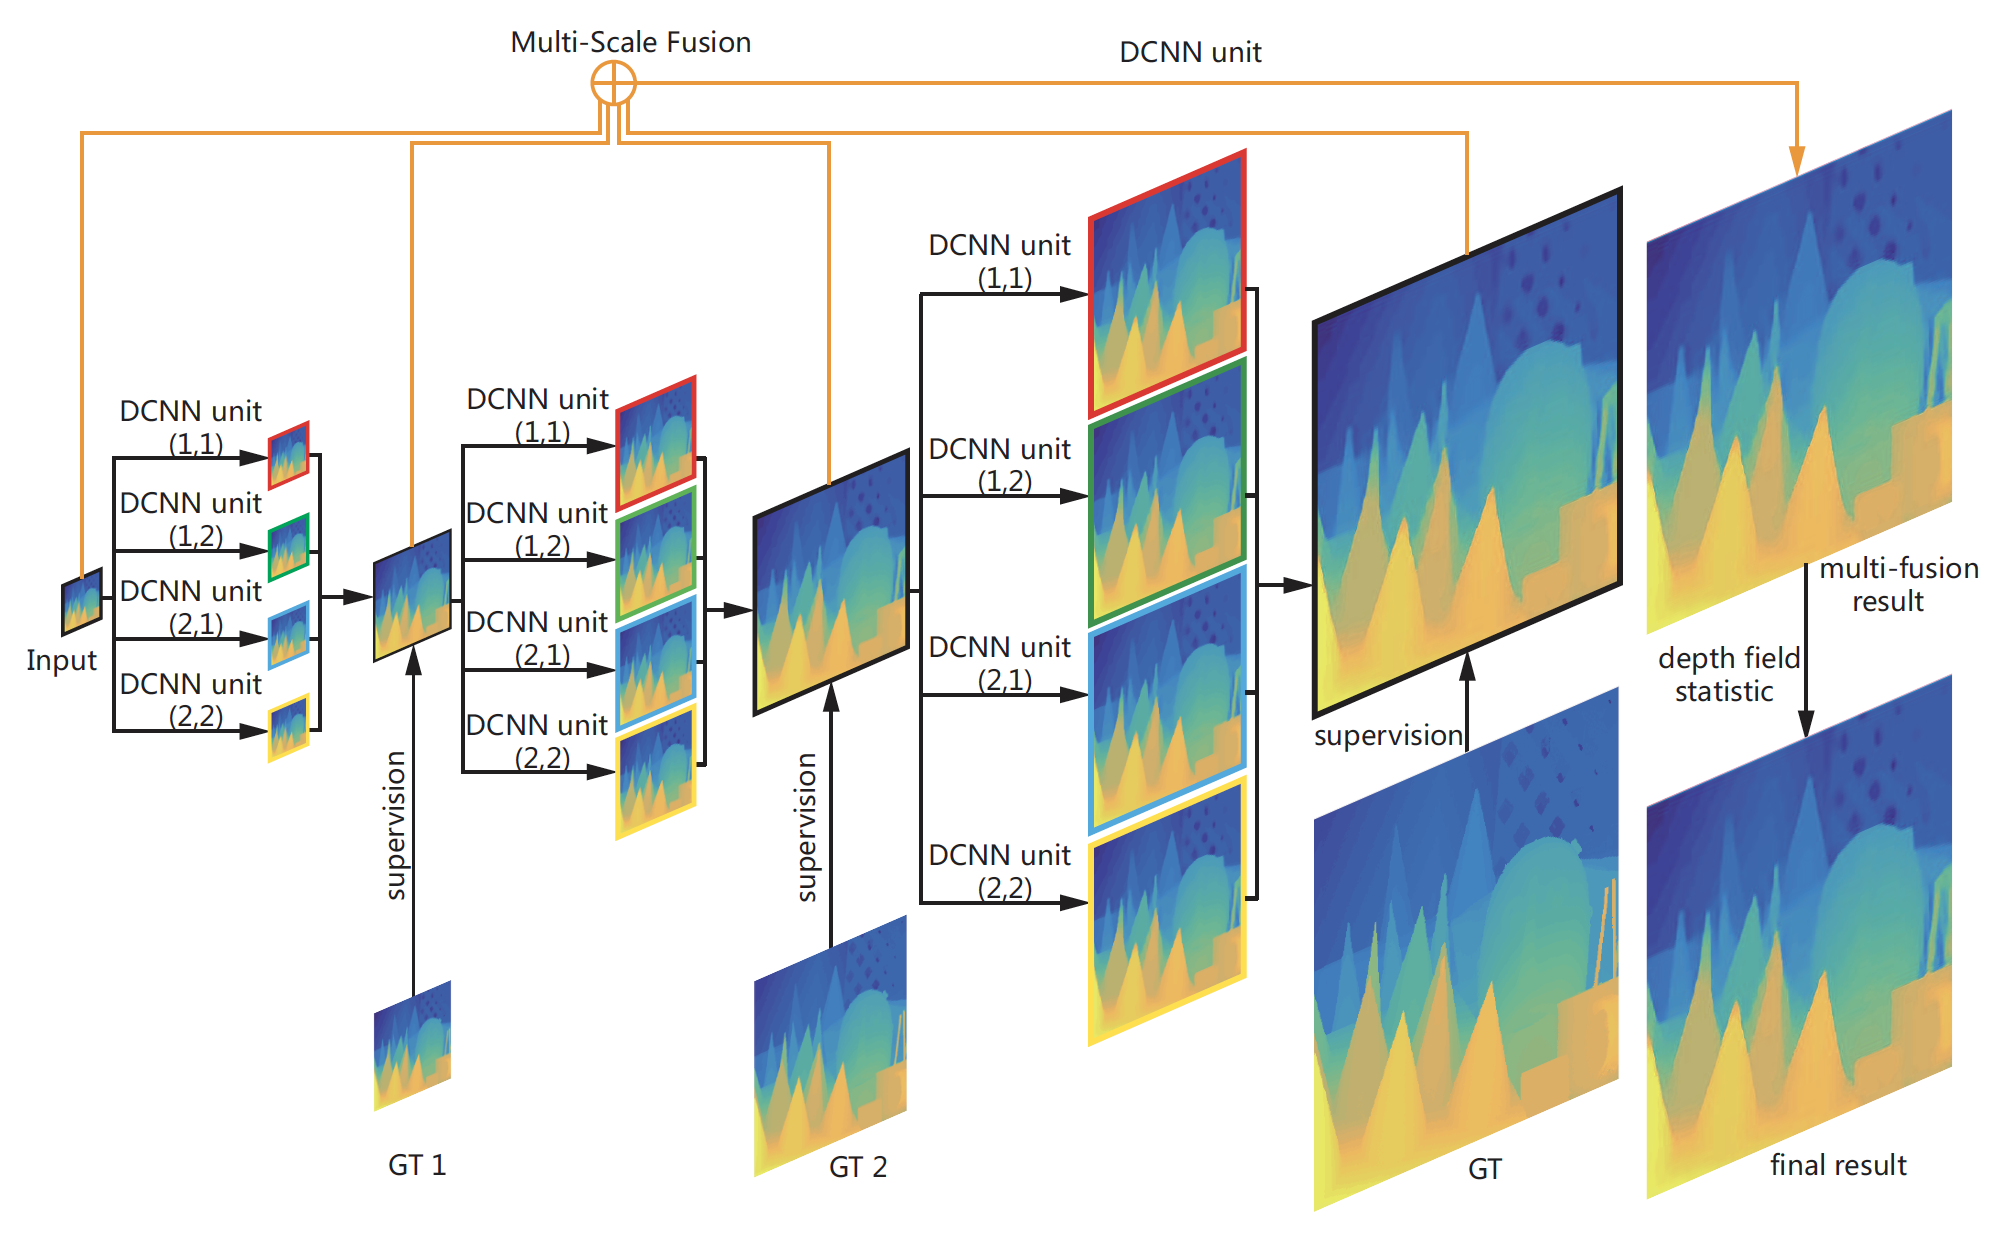 Multi-Scale Fusion
DCNN unit
DCNN unit
(1,1)
DCNN unit
(1,2)
DCNN unit
(2,1)
DCNN unit
(2,2)
Input
supervision
GT 1
DCNN unit
(1,1)
DCNN unit
(1,2)
DCNN unit
(2,1)
DCNN unit
(2,2)
supervision
GT 2
DCNN unit
(1,1)
DCNN unit
(1,2)
DCNN unit
(2,1)
DCNN unit
(2,2)
supervision
GT
multi-fusion
result
depth field
statistic
final result